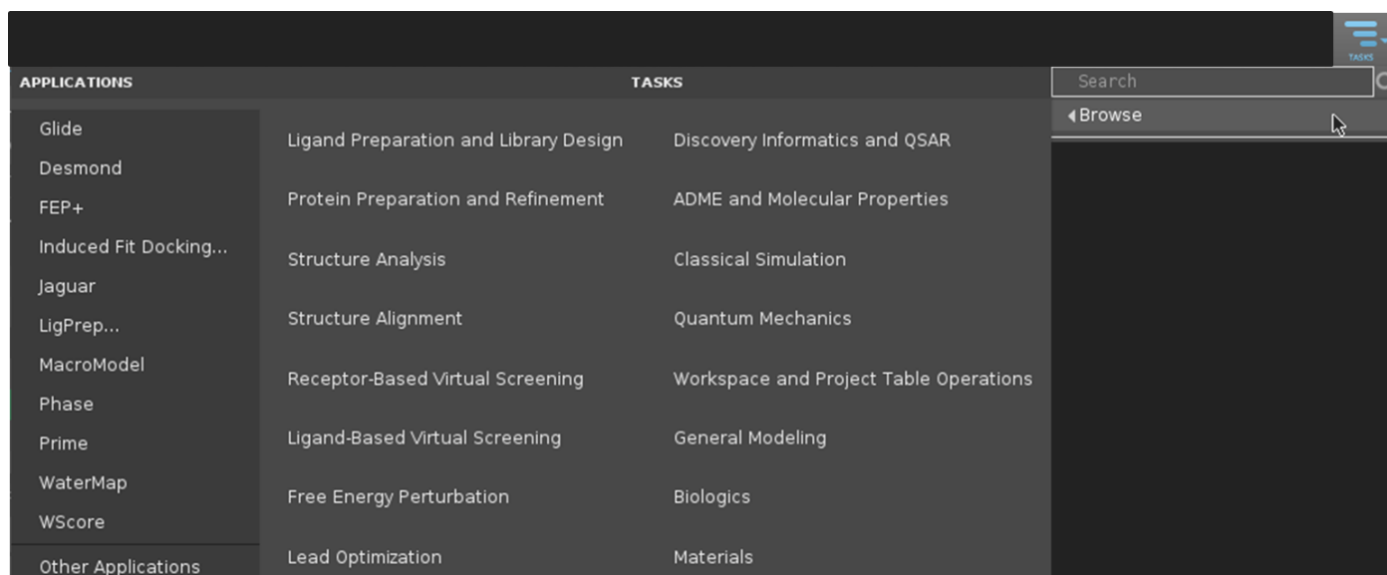 TASKS
APPLICATIONS
TASKS
Search
Browse
Glide
Desmond
FEP+
Induced Fit Docking...
Jaguar
LigPrep...
MacroModel
Phase
Prime
WaterMap
WScore
Other Applications
Ligand Preparation and Library Design
Protein Preparation and Refinement
Structure Analysis
Structure Alignment
Receptor-Based Virtual Screening
Ligand-Based Virtual Screening
Free Energy Perturbation
Lead Optimization
Discovery Informatics and QSAR
ADME and Molecular Properties
Classical Simulation
Quantum Mechanics
Workspace and Project Table Operations
General Modeling
Biologics
Materials